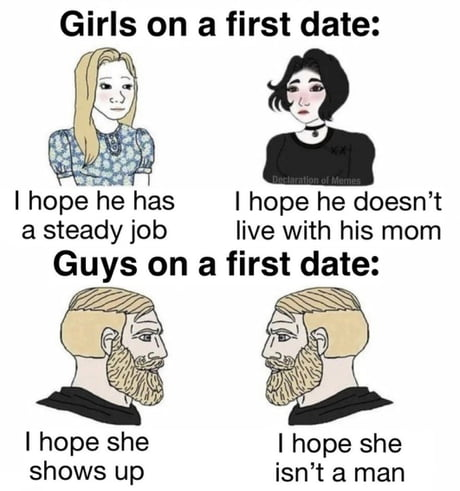 Girls on a first date:
Declaration of Memes
I hope he has
a steady job
I hope he doesn't
live with his mom
Guys on a first date:
I hope she
shows up
I hope she
isn't a man